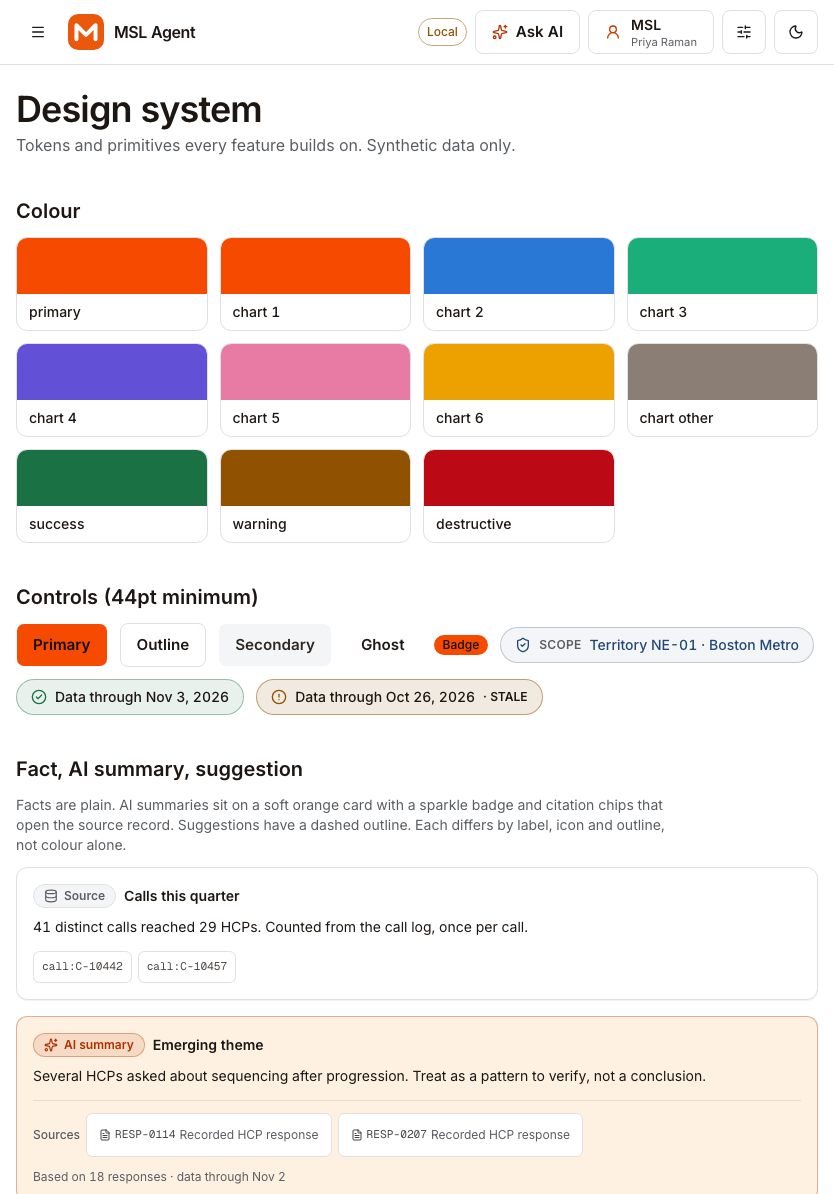 MSL Agent
Local
Ask AI
MSL
Priya Raman
Design system
Tokens and primitives every feature builds on. Synthetic data only.
Colour
primary
chart 1
chart 2
chart 3
chart 4
chart 5
chart 6
chart other
success
warning
destructive
Controls (44pt minimum)
Primary
Outline
Secondary
Ghost
Badge
SCOPE Territory NE-01 · Boston Metro
Data through Nov 3, 2026
Data through Oct 26, 2026 · STALE
Fact, AI summary, suggestion
Facts are plain. AI summaries sit on a soft orange card with a sparkle badge and citation chips that
open the source record. Suggestions have a dashed outline. Each differs by label, icon and outline,
not colour alone.
Source Calls this quarter
41 distinct calls reached 29 HCPs. Counted from the call log, once per call.
call:C-10442
call:C-10457
AI summary Emerging theme
Several HCPs asked about sequencing after progression. Treat as a pattern to verify, not a conclusion.
Sources
RESP-0114 Recorded HCP response
RESP-0207 Recorded HCP response
Based on 18 responses · data through Nov 2